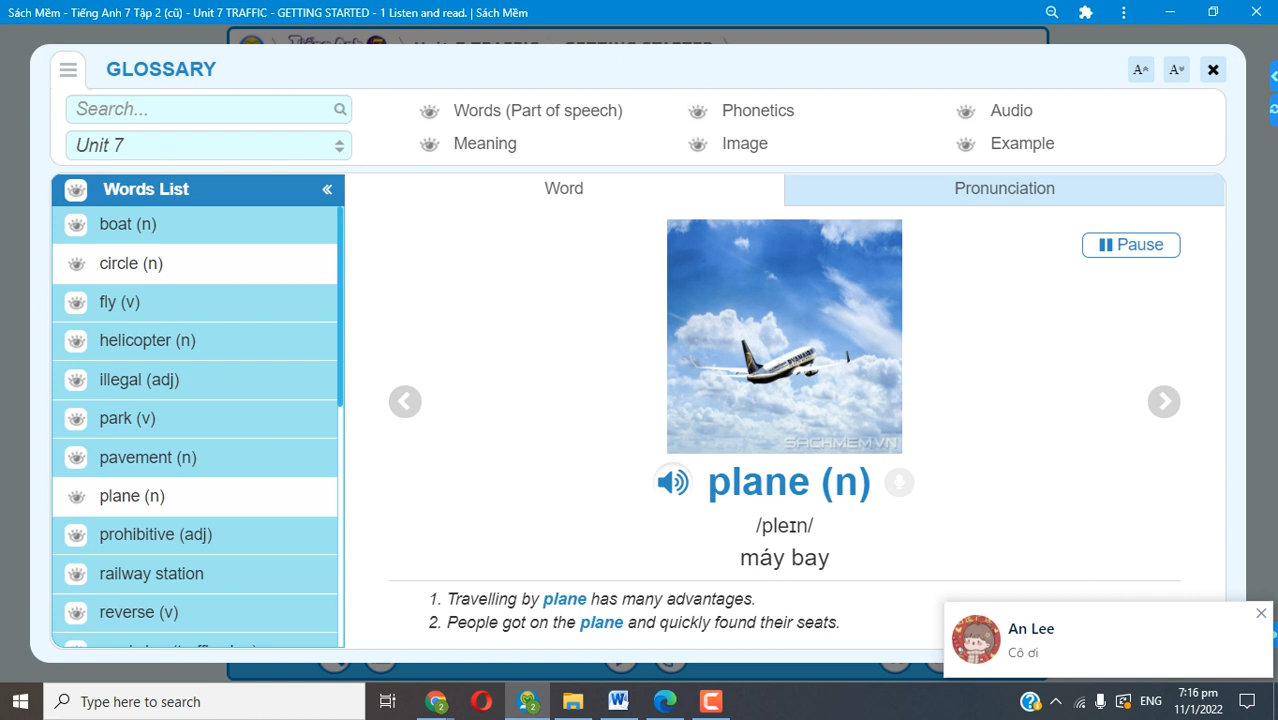 Sách Mềm - Tiếng Anh 7 Tập 2 (cũ) - Unit 7 TRAFFIC - GETTING STARTED - 1 Listen and read. | Sách Mềm
GLOSSARY
A A
Search...
Words (Part of speech) Phonetics Audio
Unit 7
Meaning Image Example
Words List «
Word Pronunciation
boat (n)
circle (n)
fly (v)
helicopter (n)
illegal (adj)
park (v)
pavement (n)
plane (n)
prohibitive (adj)
railway station
reverse (v)
Pause
RYANAIR
SACHMEM.VN
plane (n)
/pleɪn/
máy bay
1. Travelling by plane has many advantages.
2. People got on the plane and quickly found their seats.
An Lee
Cô ơi
Type here to search
2
2
ENG
7:16 pm
11/1/2022